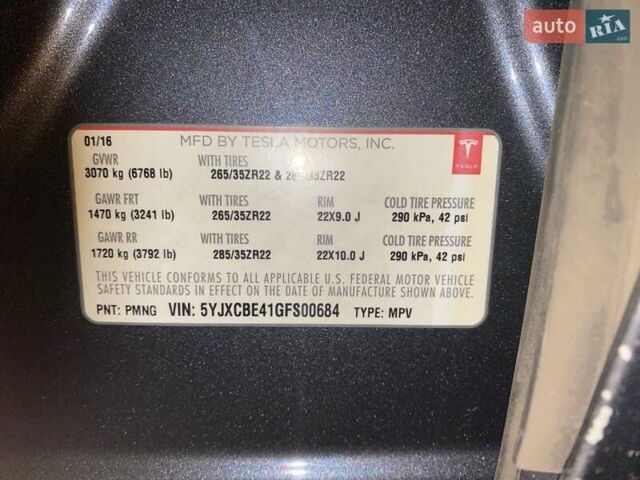 auto RIA.com
01/16 MFD BY TESLA MOTORS, INC.
GVWR WITH TIRES
3070 kg (6768 lb) 265/35ZR22 & 285/35ZR22
TESLA
GAWR FRT WITH TIRES RIM COLD TIRE PRESSURE
1470 kg (3241 lb) 265/35ZR22 22X9.0 J 290 kPa, 42 psi
GAWR RR WITH TIRES RIM COLD TIRE PRESSURE
1720 kg (3792 lb) 285/35ZR22 22X10.0 J 290 kPa, 42 psi
THIS VEHICLE CONFORMS TO ALL APPLICABLE U.S. FEDERAL MOTOR VEHICLE
SAFETY STANDARDS IN EFFECT ON THE DATE OF MANUFACTURE SHOWN ABOVE.
PNT: PMNG VIN: 5YJXCBE41GFS00684 TYPE: MPV